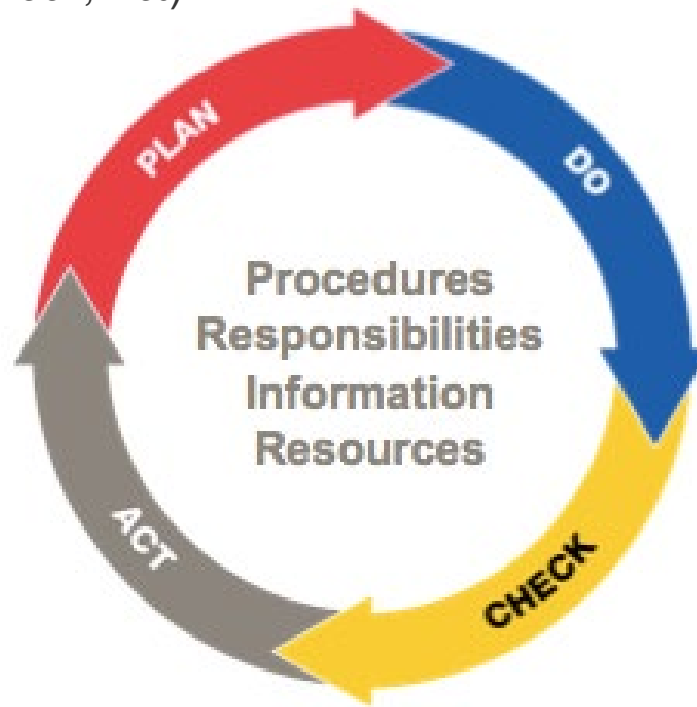 PLAN
DO
Procedures
Responsibilities
Information
Resources
ACT
CHECK